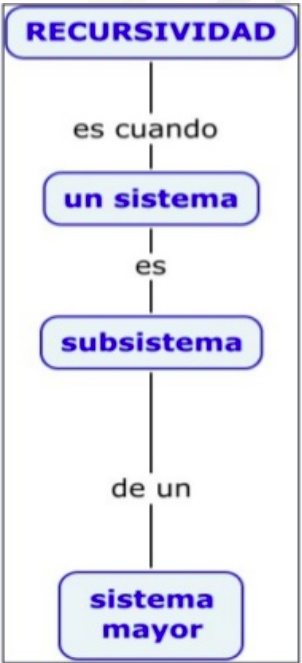 RECURSIVIDAD
es cuando
un sistema
es
subsistema
de un
sistema
mayor